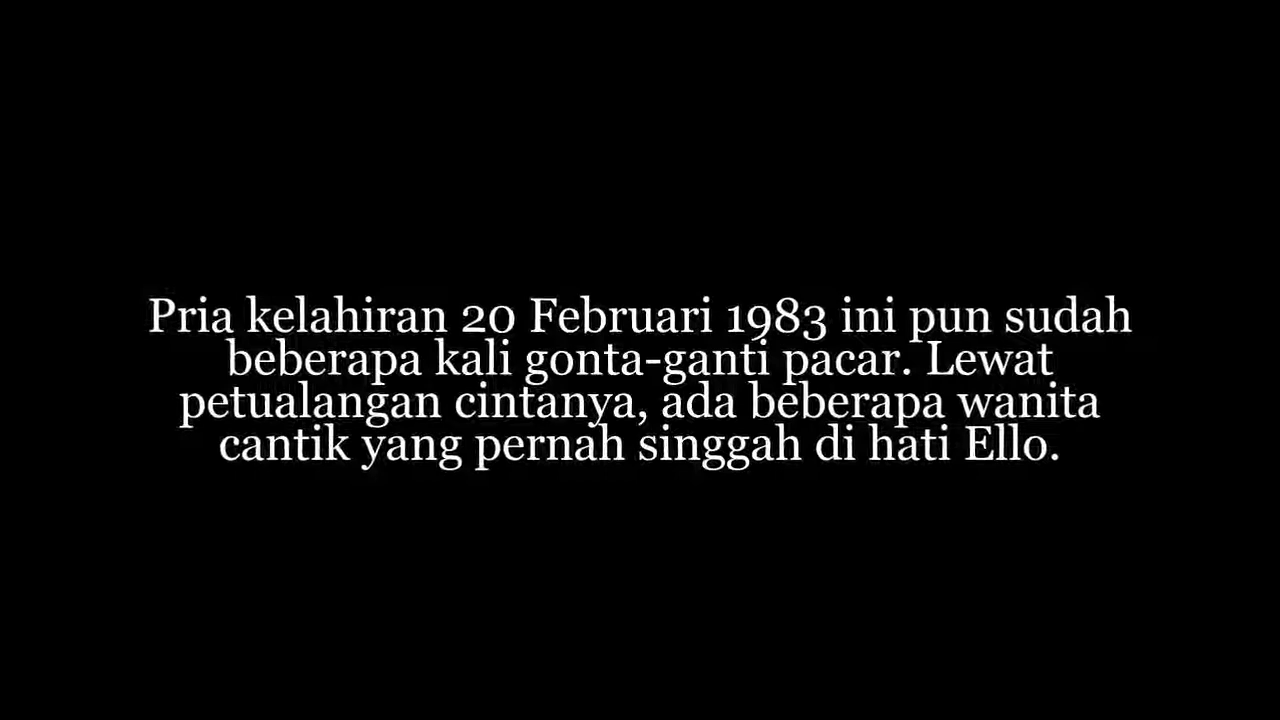 Pria kelahiran 20 Februari 1983 ini pun sudah
beberapa kali gonta-ganti pacar. Lewat
petualangan cintanya, ada beberapa wanita
cantik yang pernah singgah di hati Ello.